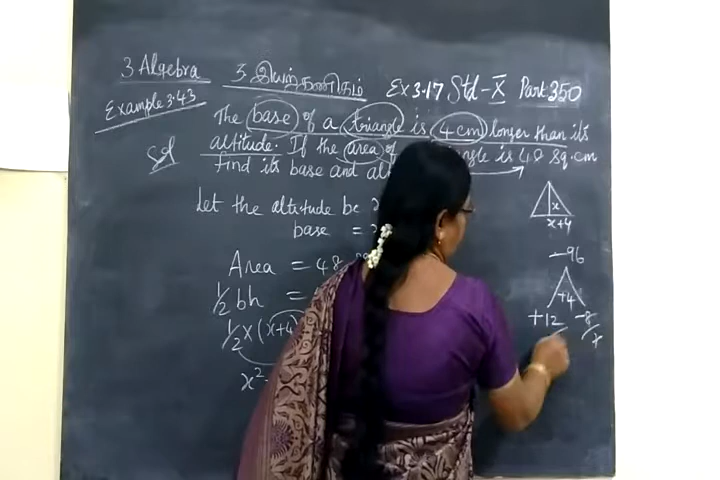 3 Algebra 3 இயற்கணிதம் Ex 3.17 Std - X Part 350
Example 3.43
The base of a triangle is 4 cm longer than its
altitude. If the area of is 48 sq.cm
find its base and
Sol
Let the altitude be
base =
Area = 48
1/2 bh =
1/2 x (x+4)
x²
x
x+4
-96
+4
+12 -8
x